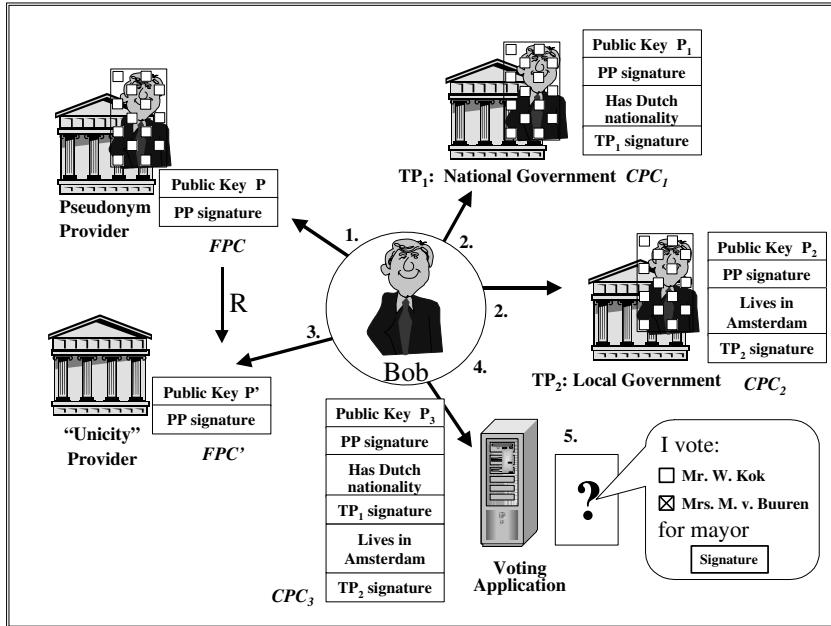 Public Key P1
PP signature
Has Dutch
nationality
TP1 signature
TP1: National Government CPC1
Public Key P
PP signature
Pseudonym
Provider
FPC
1.
2.
Public Key P2
PP signature
Lives in
Amsterdam
TP2 signature
TP2: Local Government CPC2
R
3.
2.
Bob
4.
Public Key P'
PP signature
“Unicity”
Provider
FPC’
Public Key P3
PP signature
Has Dutch
nationality
TP1 signature
Lives in
Amsterdam
TP2 signature
CPC3
Voting
Application
5.
?
I vote:
Mr. W. Kok
Mrs. M. v. Buuren
for mayor
Signature